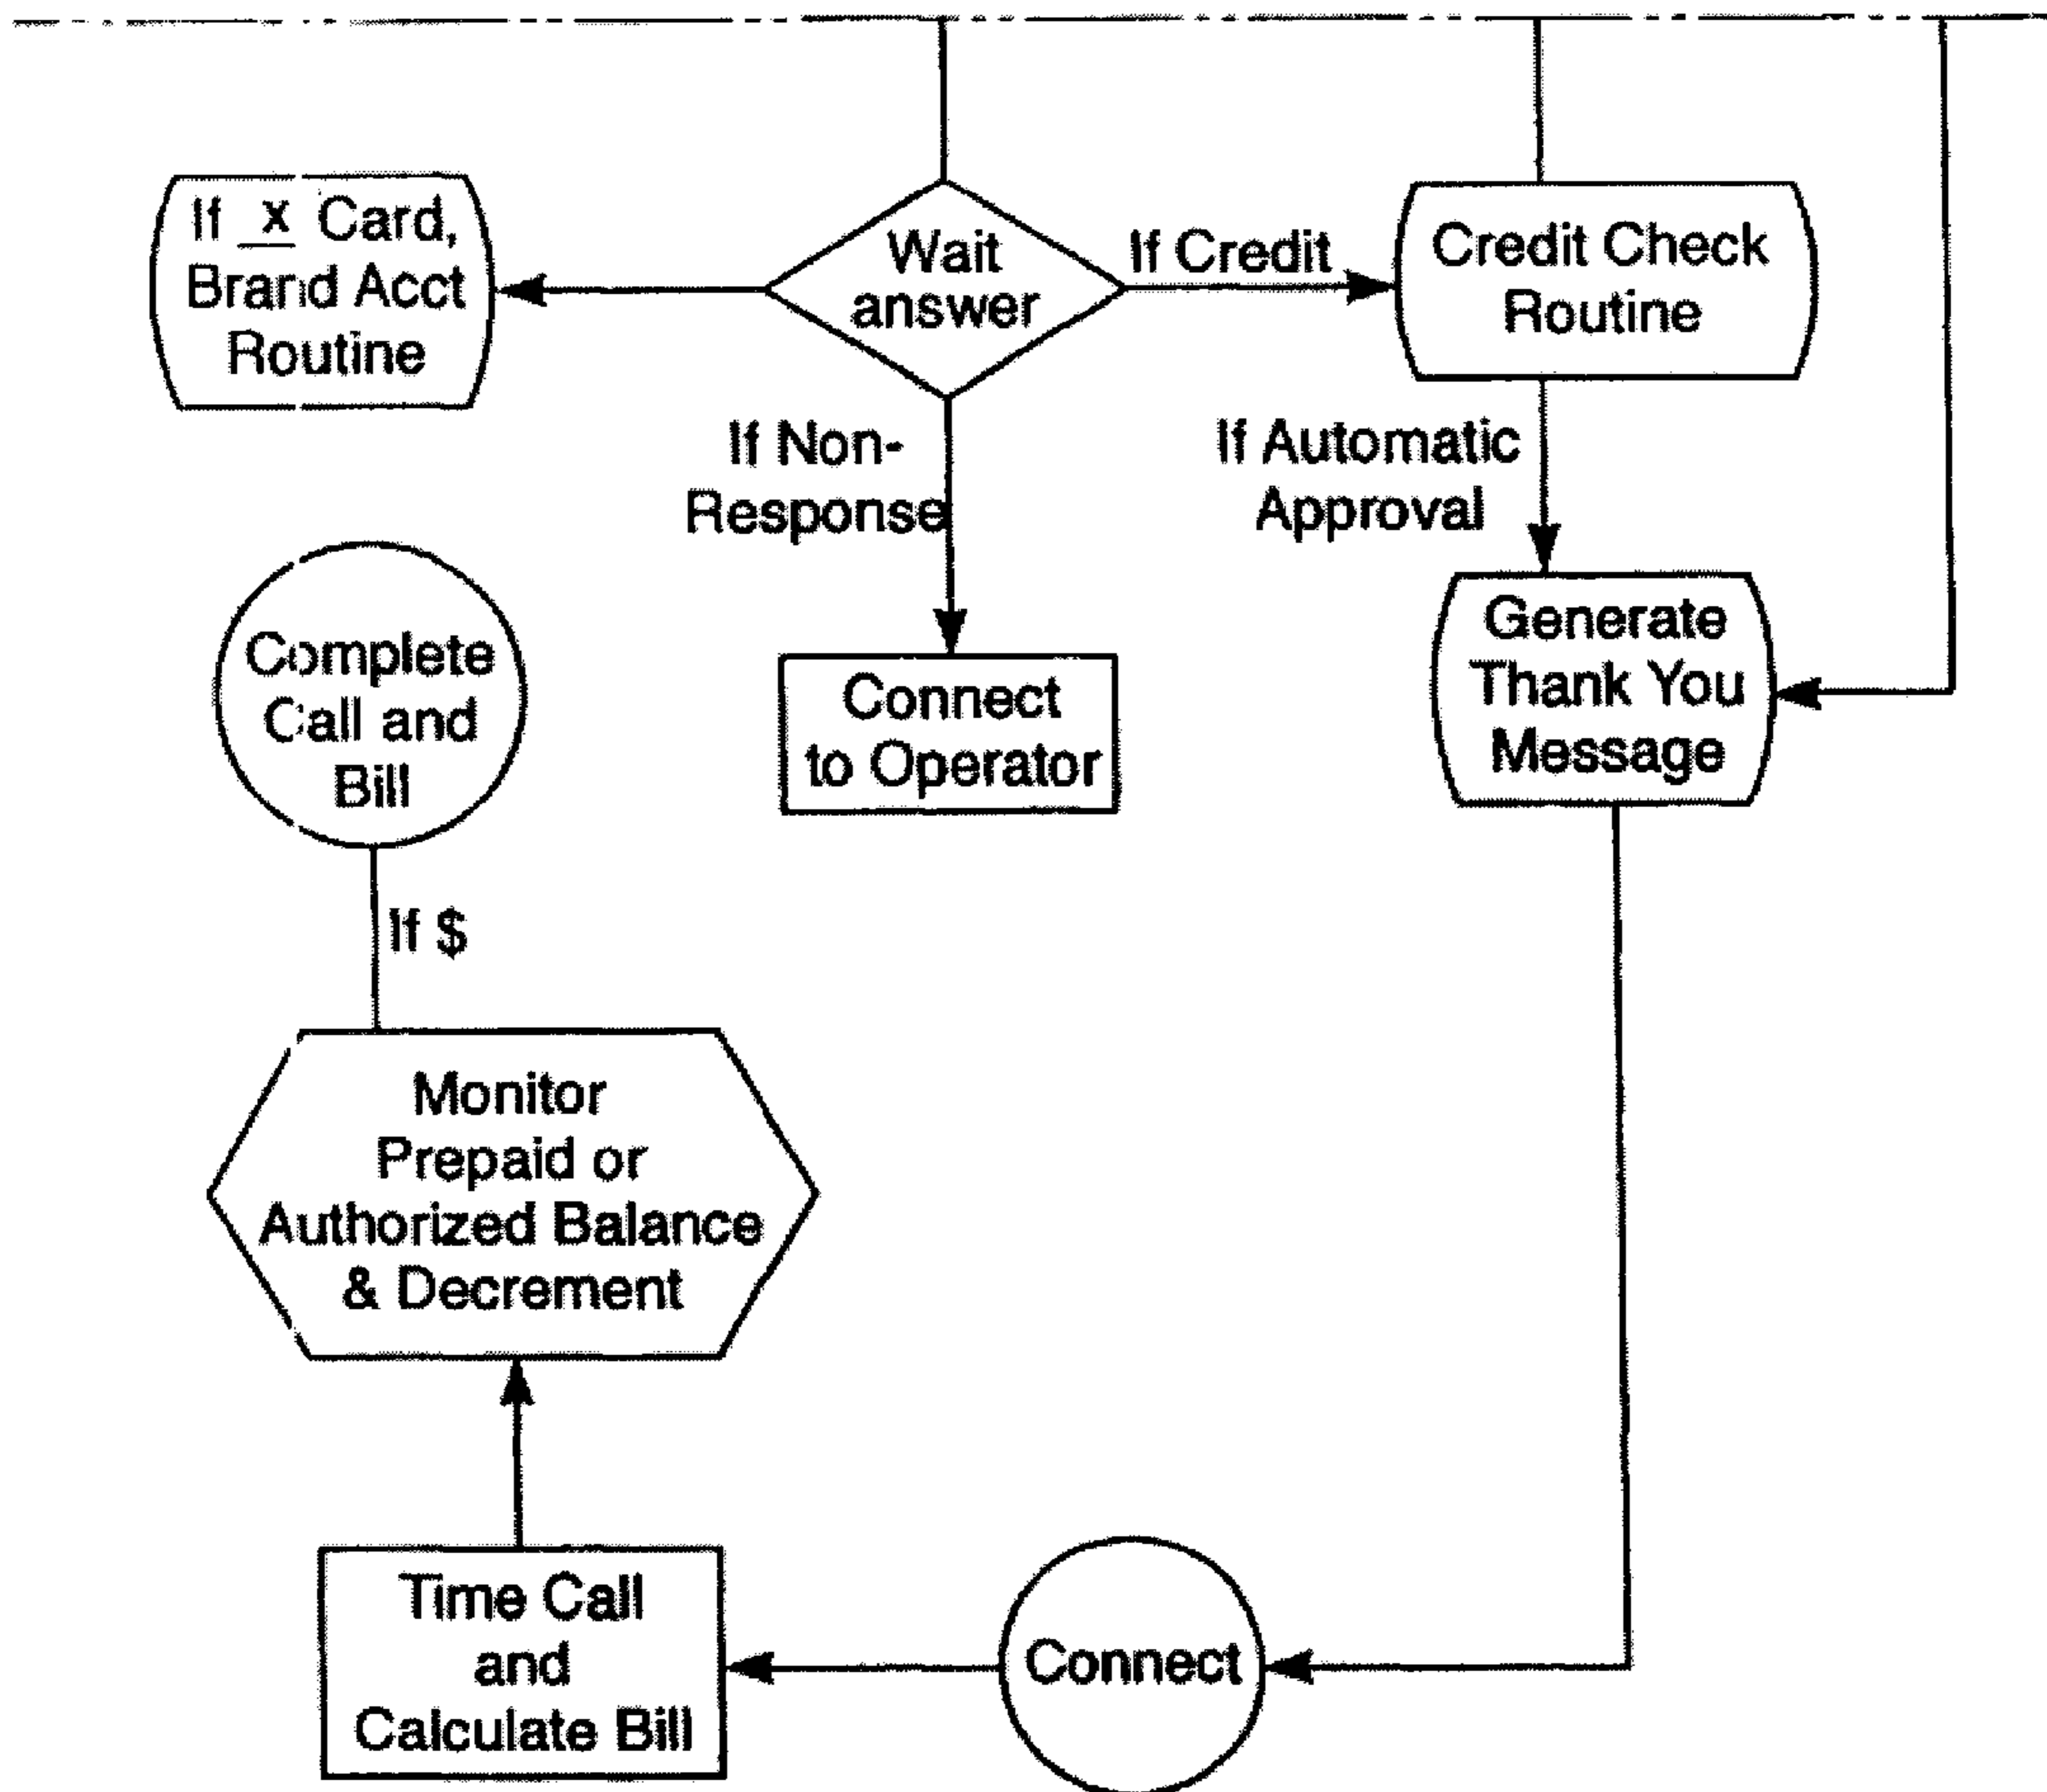 If x Card,
Brand Acct
Routine
Wait
answer
If Credit
Credit Check
Routine
If Non-
Response
If Automatic
Approval
Complete
Call and
Bill
Connect
to Operator
Generate
Thank You
Message
If $
Monitor
Prepaid or
Authorized Balance
& Decrement
Time Call
and
Calculate Bill
Connect